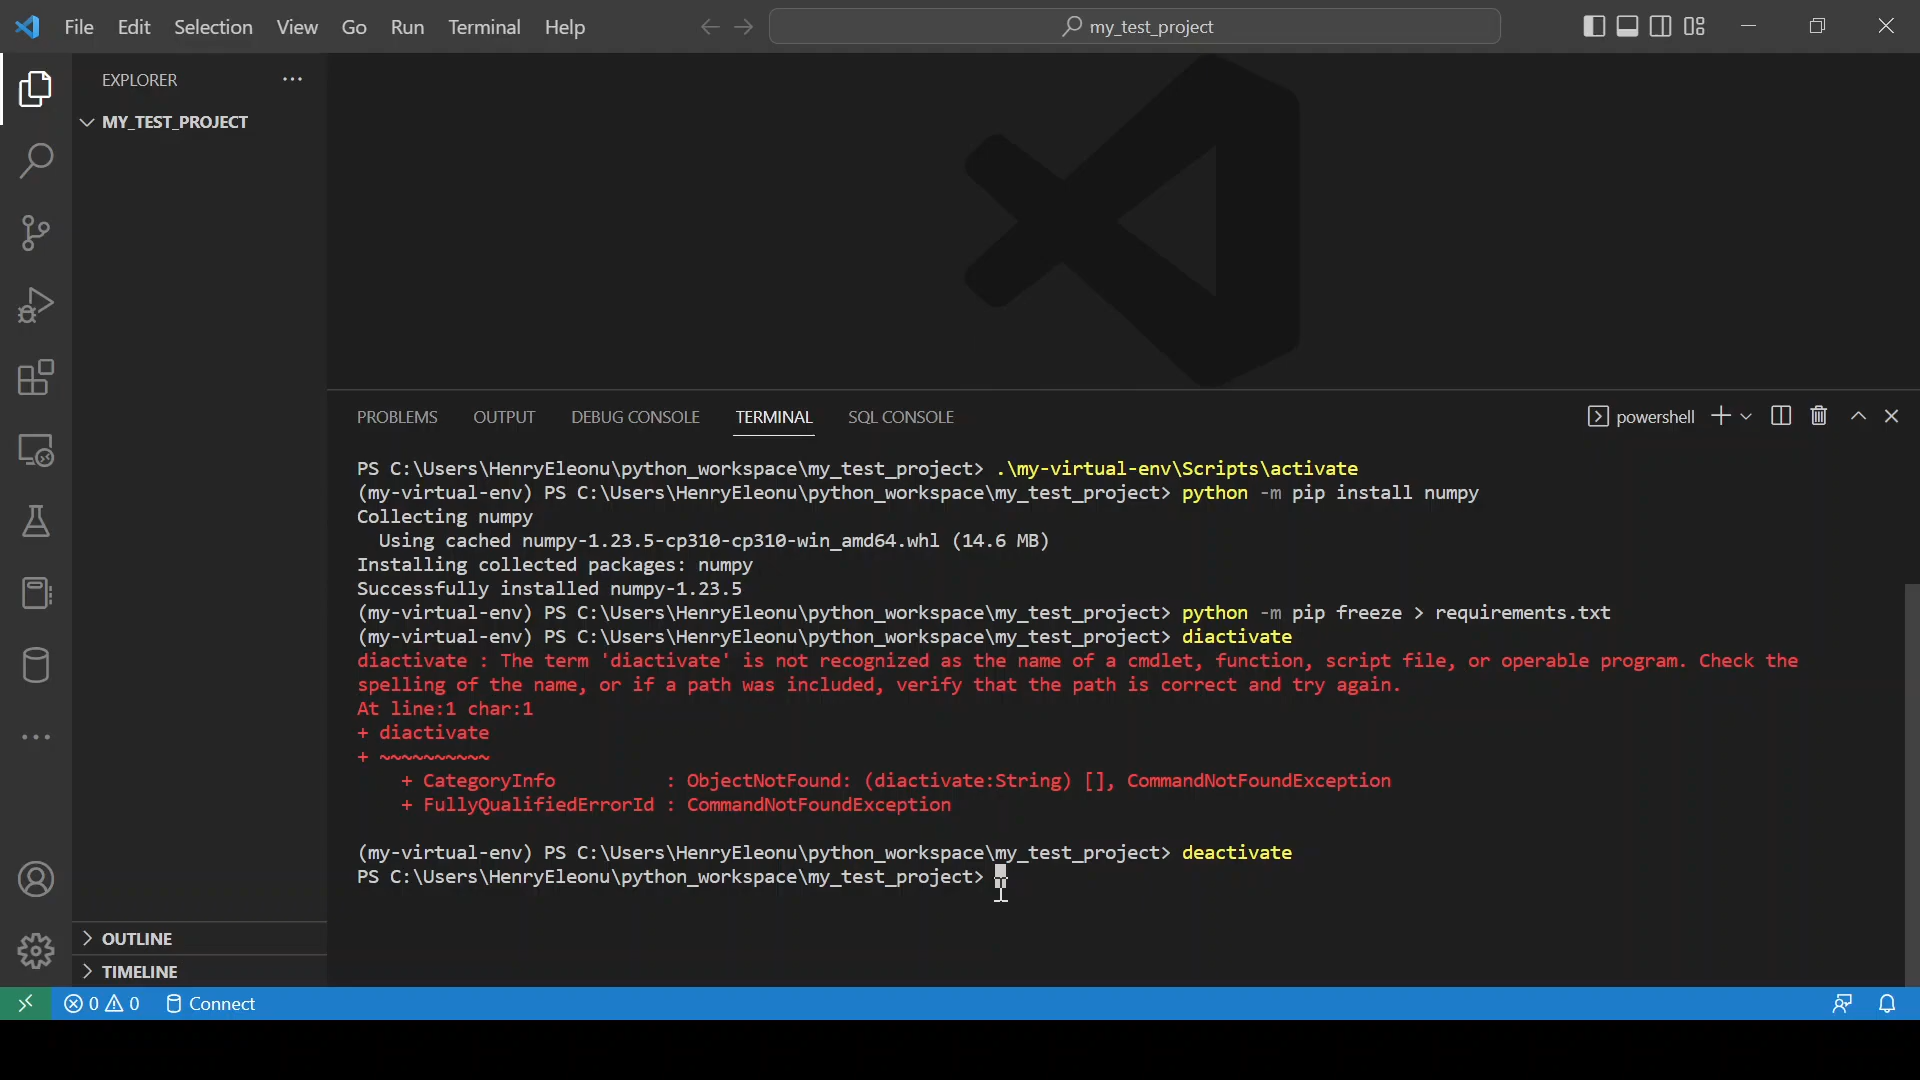 File Edit Selection View Go Run Terminal Help my_test_project
EXPLORER
MY_TEST_PROJECT
PROBLEMS OUTPUT DEBUG CONSOLE TERMINAL SQL CONSOLE powershell
PS C:\Users\HenryEleonu\python_workspace\my_test_project> .\my-virtual-env\Scripts\activate
(my-virtual-env) PS C:\Users\HenryEleonu\python_workspace\my_test_project> python -m pip install numpy
Collecting numpy
  Using cached numpy-1.23.5-cp310-cp310-win_amd64.whl (14.6 MB)
Installing collected packages: numpy
Successfully installed numpy-1.23.5
(my-virtual-env) PS C:\Users\HenryEleonu\python_workspace\my_test_project> python -m pip freeze > requirements.txt
(my-virtual-env) PS C:\Users\HenryEleonu\python_workspace\my_test_project> diactivate
diactivate : The term 'diactivate' is not recognized as the name of a cmdlet, function, script file, or operable program. Check the
spelling of the name, or if a path was included, verify that the path is correct and try again.
At line:1 char:1
+ diactivate
+ ~~~~~~~~~~
    + CategoryInfo          : ObjectNotFound: (diactivate:String) [], CommandNotFoundException
    + FullyQualifiedErrorId : CommandNotFoundException
(my-virtual-env) PS C:\Users\HenryEleonu\python_workspace\my_test_project> deactivate
PS C:\Users\HenryEleonu\python_workspace\my_test_project>
OUTLINE
TIMELINE
0 0 Connect